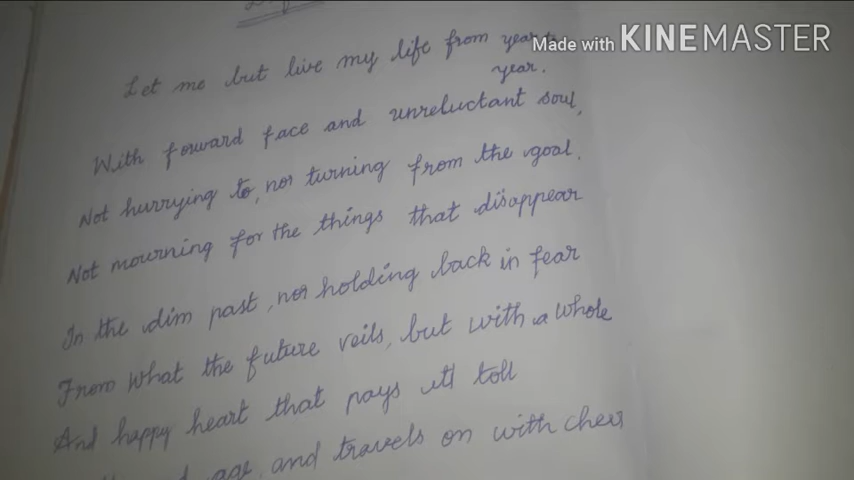 Let me but live my life from year to
year.
With forward face and unreluctant soul,
Not hurrying to, nor turning from the goal.
Not mourning for the things that disappear
In the dim past, nor holding back in fear
From what the future veils, but with a whole
And happy heart that pays
toll
age, and travels on with cheer
Made with KINEMASTER